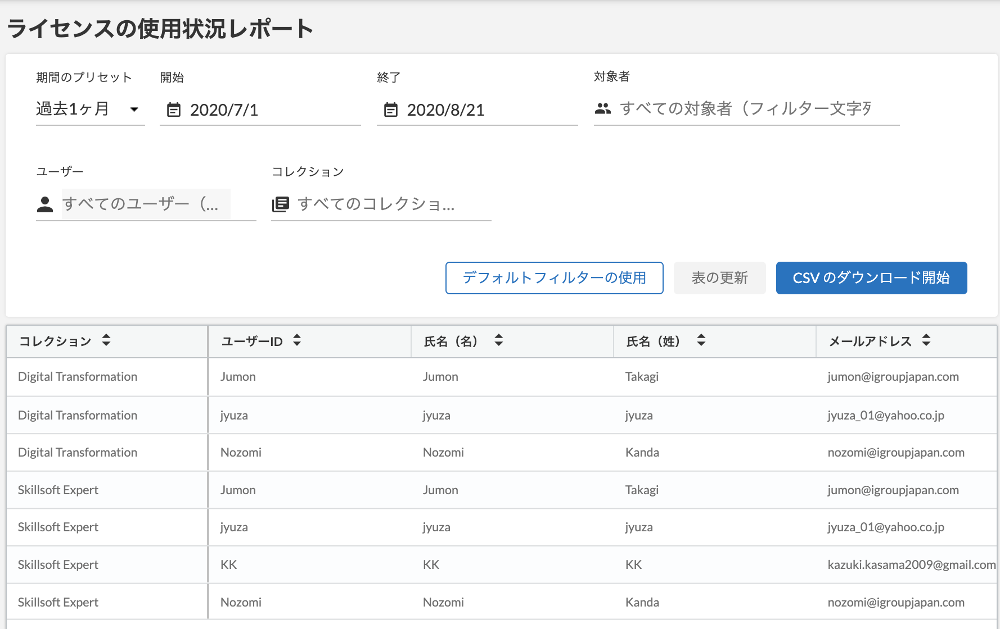 ライセンスの使用状況レポート
期間のプリセット 開始 終了 対象者
過去1ヶ月 2020/7/1 2020/8/21 すべての対象者（フィルター文字列
ユーザー コレクション
すべてのユーザー（... すべてのコレクショ...
デフォルトフィルターの使用 表の更新 CSV のダウンロード開始
コレクション ユーザーID 氏名（名） 氏名（姓） メールアドレス
Digital Transformation Jumon Jumon Takagi jumon@igroupjapan.com
Digital Transformation jyuza jyuza jyuza jyuza_01@yahoo.co.jp
Digital Transformation Nozomi Nozomi Kanda nozomi@igroupjapan.com
Skillsoft Expert Jumon Jumon Takagi jumon@igroupjapan.com
Skillsoft Expert jyuza jyuza jyuza jyuza_01@yahoo.co.jp
Skillsoft Expert KK KK KK kazuki.kasama2009@gmail.com
Skillsoft Expert Nozomi Nozomi Kanda nozomi@igroupjapan.com